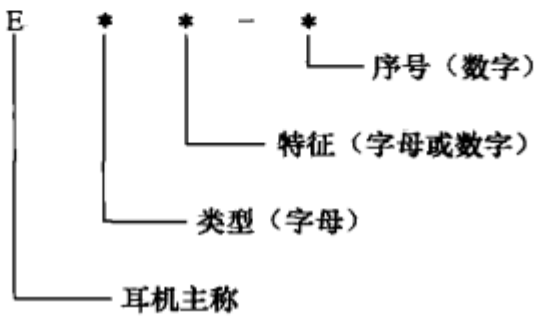 E * * - *
序号（数字）
特征（字母或数字）
类型（字母）
耳机主称